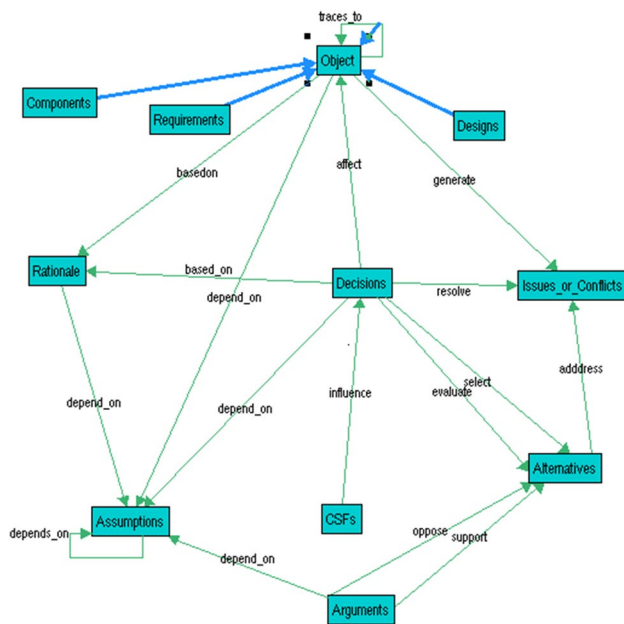 traces_to
Object
Components
Requirements
Designs
affect
basedon
generate
Rationale
based_on
Decisions
resolve
Issues_or_Conflicts
depend_on
adddress
select
influence
evaluate
depend_on
depend_on
Alternatives
Assumptions
CSFs
depends_on
oppose
support
depend_on
Arguments